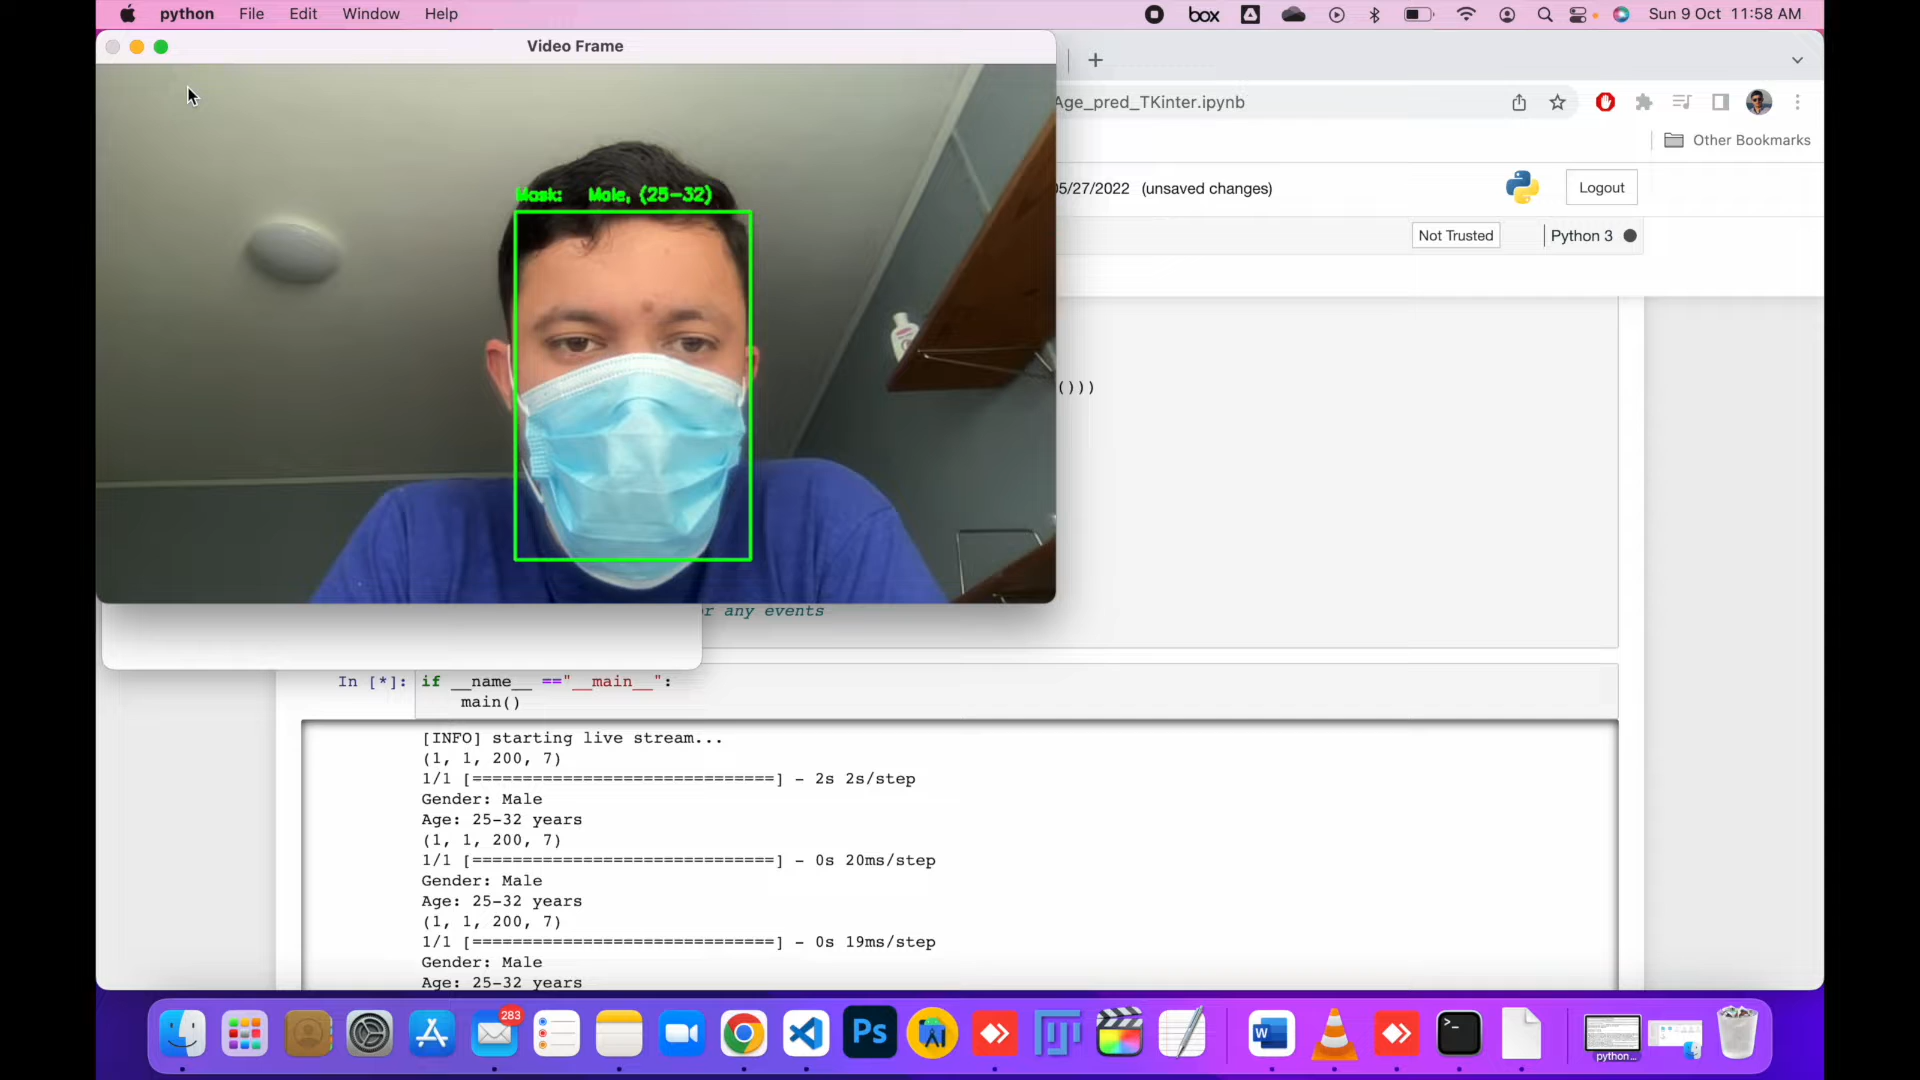 python File Edit Window Help
box
Sun 9 Oct 11:58 AM
Video Frame
Age_pred_TKinter.ipynb
Other Bookmarks
Mask: Male, (25-32)
05/27/2022 (unsaved changes)
Logout
Not Trusted
Python 3
()))
r any events
In [*]: if __name__ =="__main__":
main()
[INFO] starting live stream...
(1, 1, 200, 7)
1/1 [==============================] - 2s 2s/step
Gender: Male
Age: 25-32 years
(1, 1, 200, 7)
1/1 [==============================] - 0s 20ms/step
Gender: Male
Age: 25-32 years
(1, 1, 200, 7)
1/1 [==============================] - 0s 19ms/step
Gender: Male
Age: 25-32 years
283
Ps
W
>_
python...